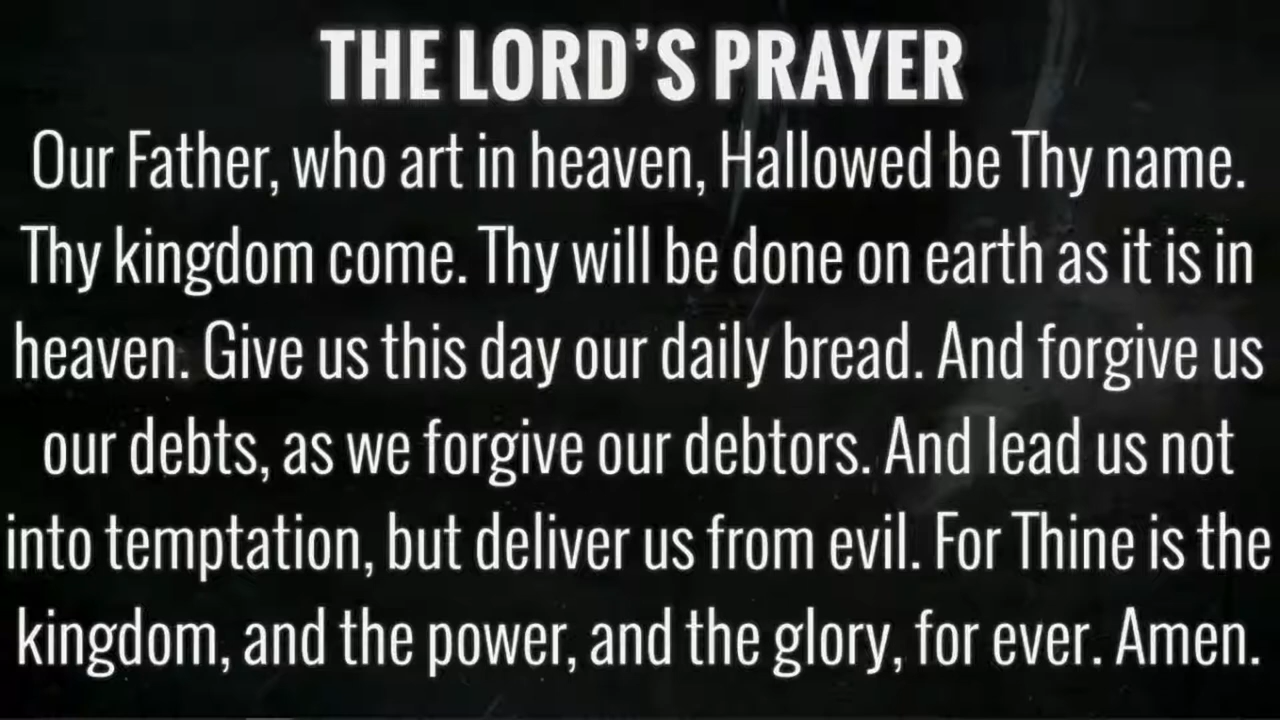 THE LORD’S PRAYER
Our Father, who art in heaven, Hallowed be Thy name.
Thy kingdom come. Thy will be done on earth as it is in
heaven. Give us this day our daily bread. And forgive us
our debts, as we forgive our debtors. And lead us not
into temptation, but deliver us from evil. For Thine is the
kingdom, and the power, and the glory, for ever. Amen.